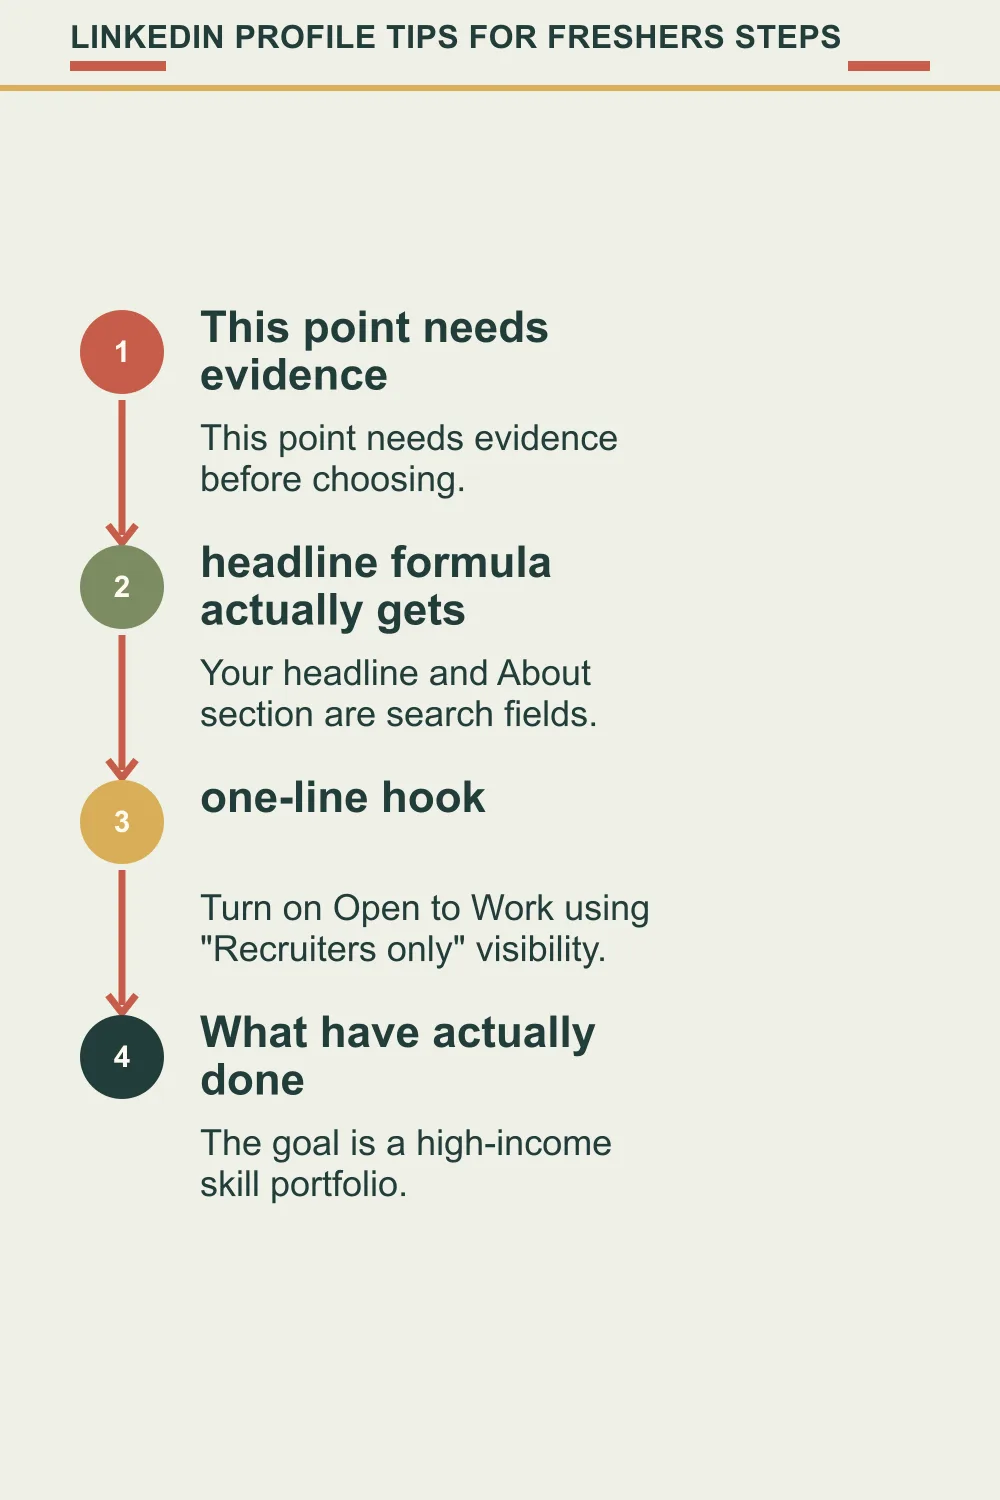 LINKEDIN PROFILE TIPS FOR FRESHERS STEPS
1
This point needs
evidence
This point needs evidence
before choosing.
2
headline formula
actually gets
Your headline and About
section are search fields.
3
one-line hook
Turn on Open to Work using
"Recruiters only" visibility.
4
What have actually
done
The goal is a high-income
skill portfolio.